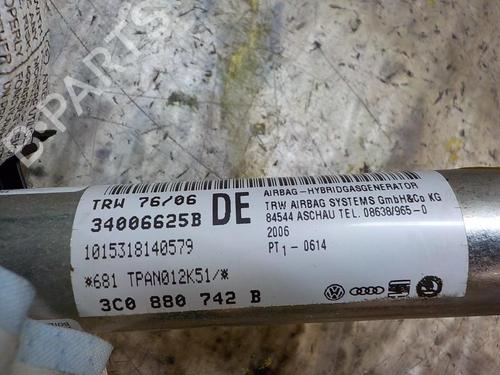 B-PARTS
TRW 76/06
34006625B
DE
1015318140579
*681 TPAN012K51/*
3C0 880 742 B
AIRBAG-HYBRIDGASGENERATOR
TRW AIRBAG SYSTEMS GmbH&Co KG
84544 ASCHAU TEL. 08638/965-0
2006
PT1 - 0614